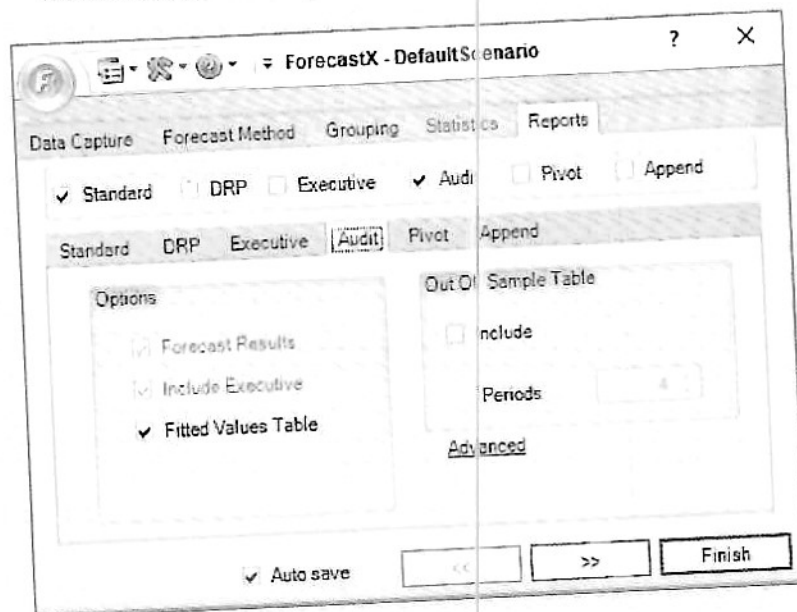 ForecastX - DefaultScenario ?
Data Capture Forecast Method Grouping Statistics Reports
Standard DRP Executive Audi Pivot Append
Standard DRP Executive Audit Pivot Append
Options
Out Of Sample Table
Forecast Results
Include Executive
Fitted Values Table
nclude
Periods 4
Advanced
Auto save << >> Finish